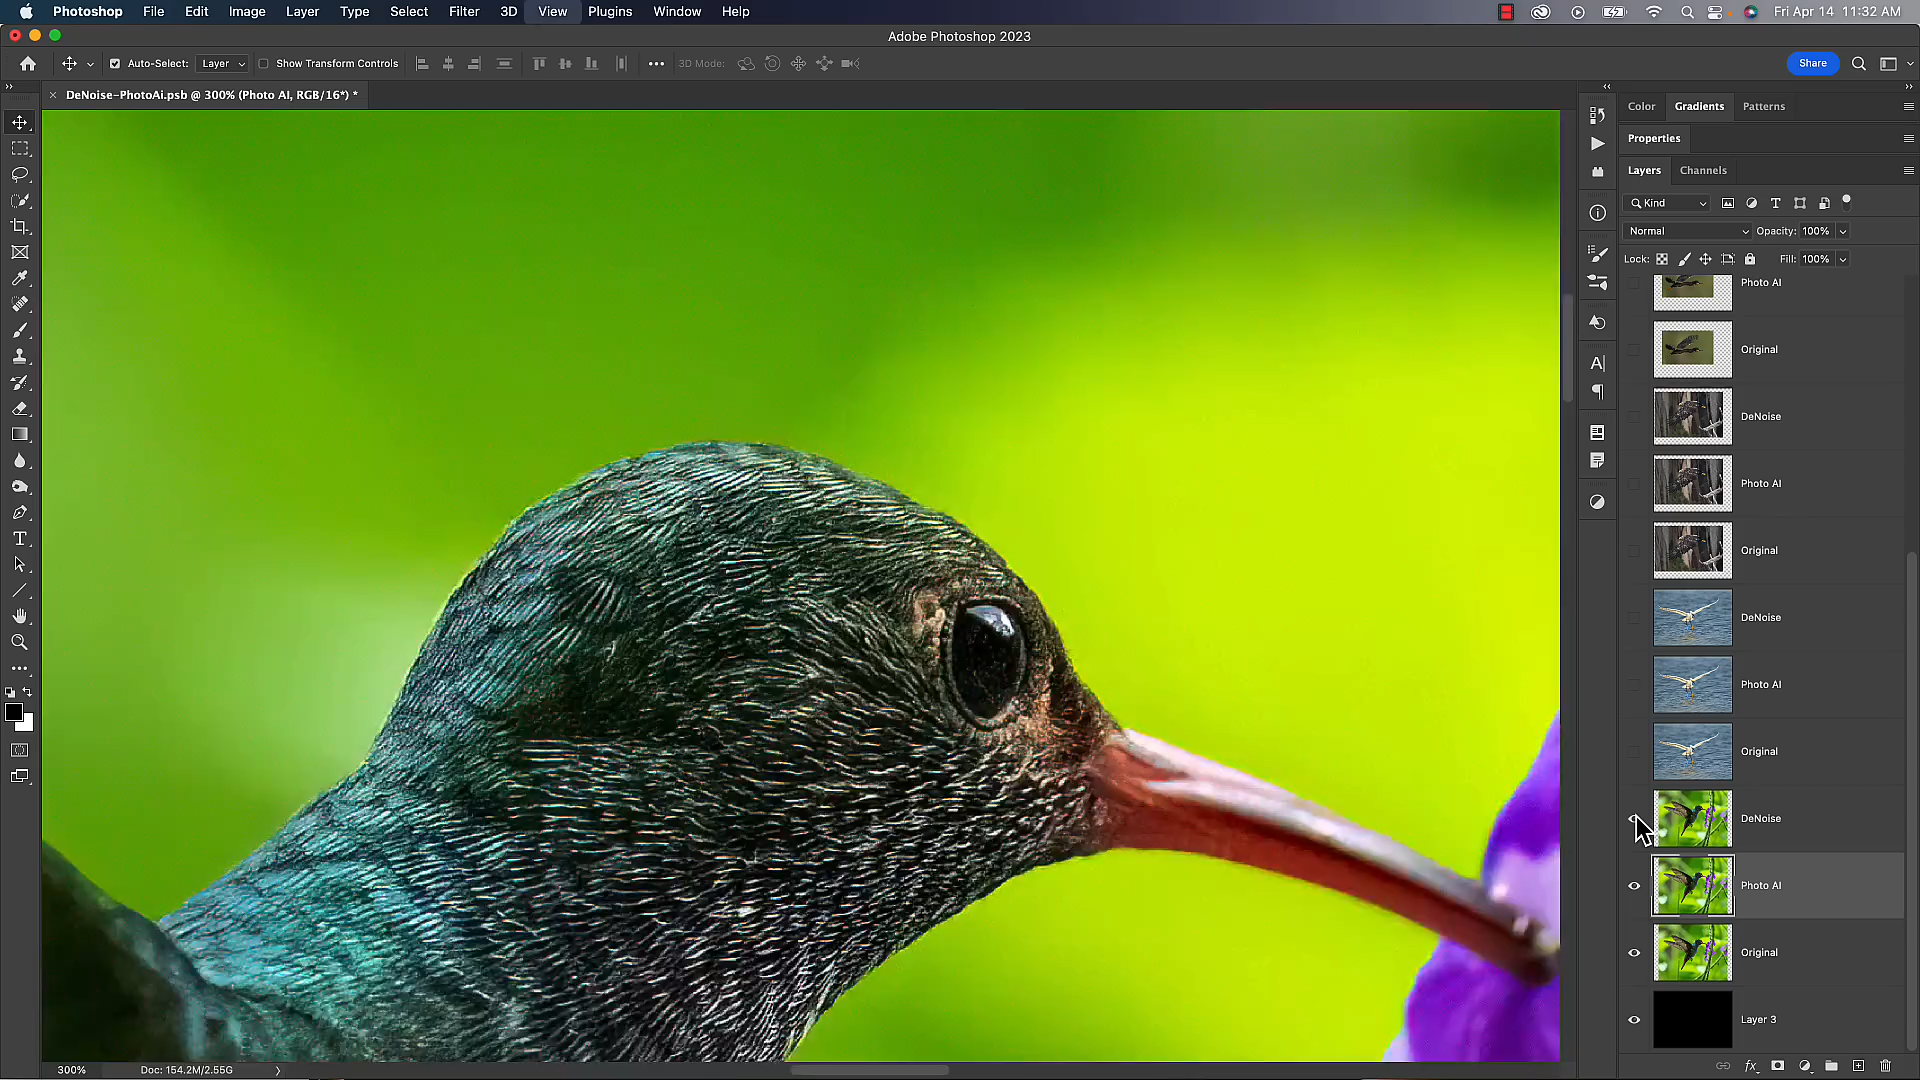 Photoshop File Edit Image Layer Type Select Filter 3D View Plugins Window Help Fri Apr 14 11:32 AM
Adobe Photoshop 2023
Auto-Select: Layer Show Transform Controls 3D Mode: Share
DeNoise-PhotoAi.psb @ 300% (Photo AI, RGB/16*) *
Color Gradients Patterns
Properties
Layers Channels
Kind
Normal Opacity: 100%
Lock: Fill: 100%
Photo AI
Original
DeNoise
Photo AI
Original
DeNoise
Photo AI
Original
DeNoise
Photo AI
Original
Layer 3
300% Doc: 154.2M/2.55G